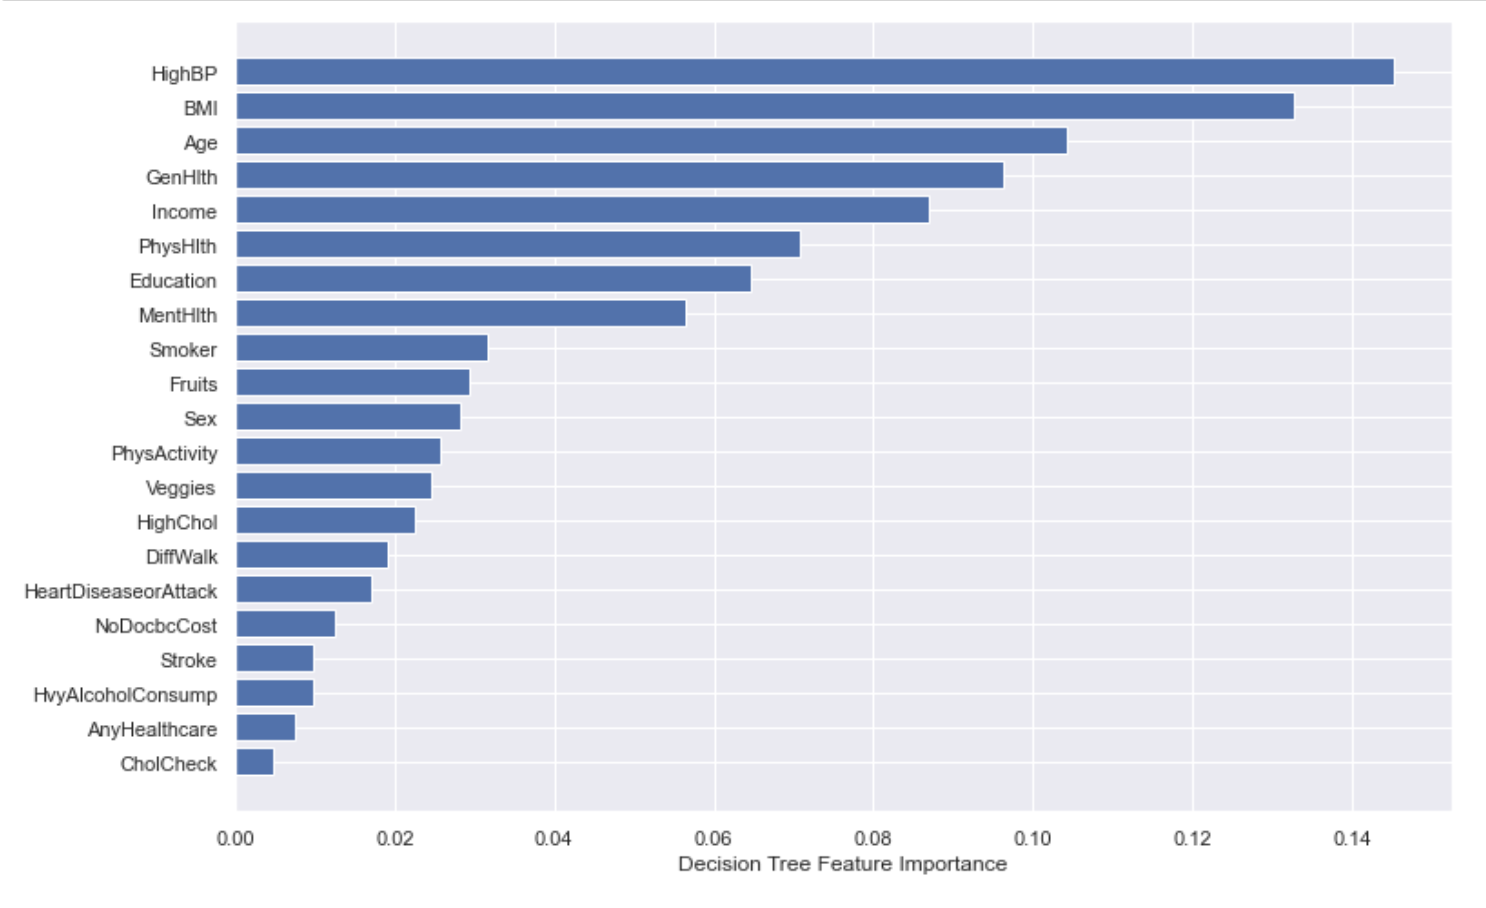 HighBP
BMI
Age
GenHlth
Income
PhysHlth
Education
MentHlth
Smoker
Fruits
Sex
PhysActivity
Veggies
HighChol
DiffWalk
HeartDiseaseorAttack
NoDocbcCost
Stroke
HvyAlcoholConsump
AnyHealthcare
CholCheck
0.00 0.02 0.04 0.06 0.08 0.10 0.12 0.14
Decision Tree Feature Importance